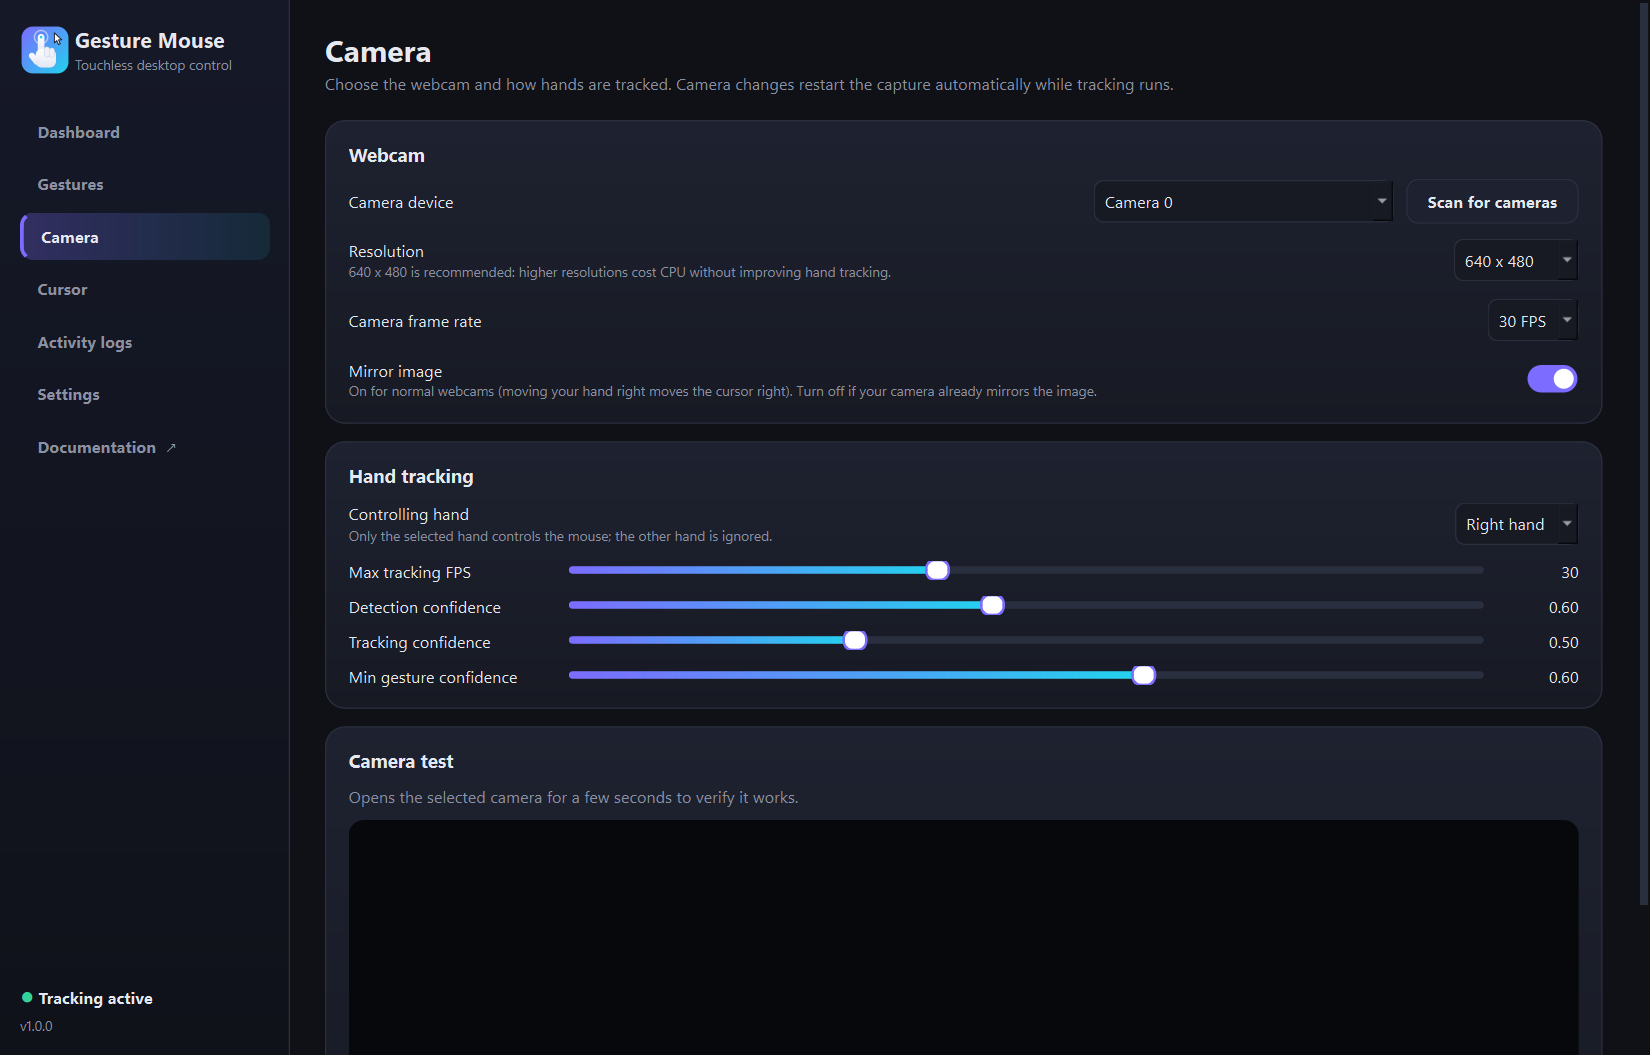 Gesture Mouse
Touchless desktop control
Dashboard
Gestures
Camera
Cursor
Activity logs
Settings
Documentation ↗
Tracking active
v1.0.0
Camera
Choose the webcam and how hands are tracked. Camera changes restart the capture automatically while tracking runs.
Webcam
Camera device
Camera 0
Scan for cameras
Resolution
640 x 480 is recommended: higher resolutions cost CPU without improving hand tracking.
640 x 480
Camera frame rate
30 FPS
Mirror image
On for normal webcams (moving your hand right moves the cursor right). Turn off if your camera already mirrors the image.
Hand tracking
Controlling hand
Only the selected hand controls the mouse; the other hand is ignored.
Right hand
Max tracking FPS 30
Detection confidence 0.60
Tracking confidence 0.50
Min gesture confidence 0.60
Camera test
Opens the selected camera for a few seconds to verify it works.